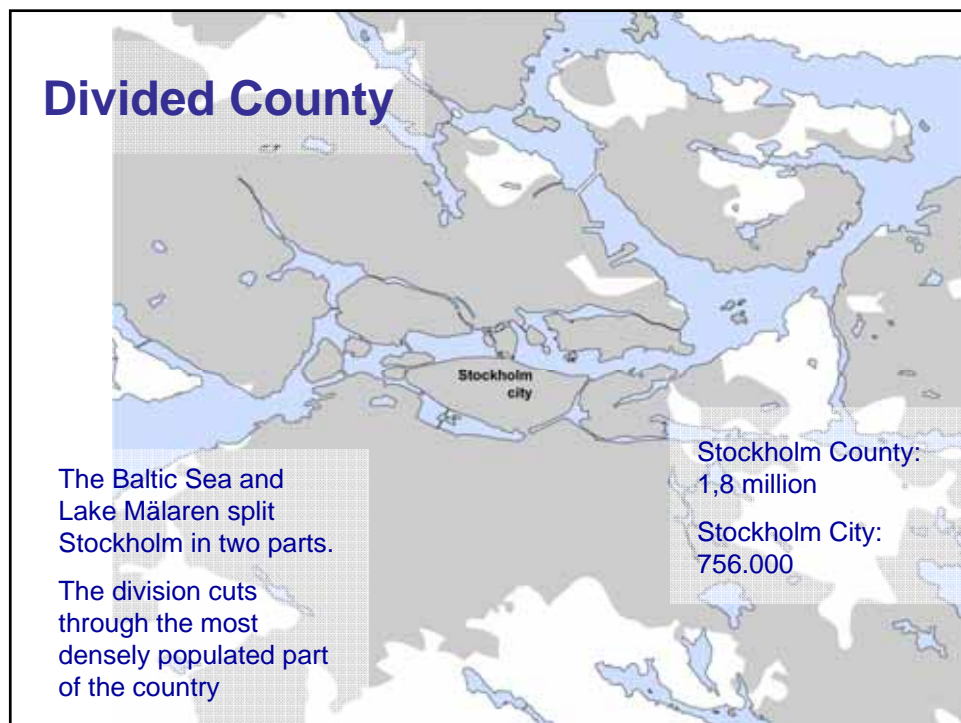 Divided County
Stockholm
city
The Baltic Sea and
Lake Mälaren split
Stockholm in two parts.
The division cuts
through the most
densely populated part
of the country
Stockholm County:
1,8 million
Stockholm City:
756.000